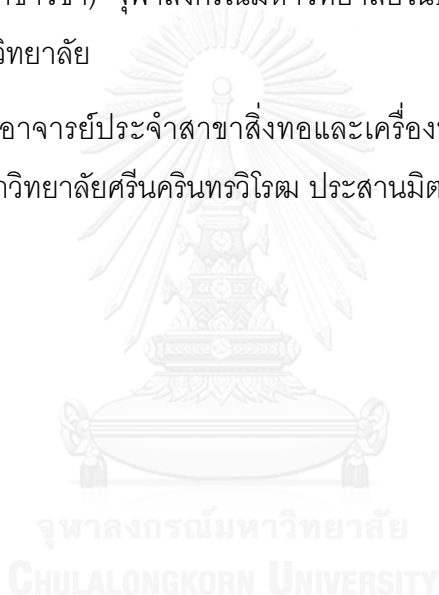 จุฬาลงกรณ์มหาวิทยาลัย
วิทยาลัย
อาจารย์ประจำสาขาสิ่งทอและเครื่อง
าวิทยาลัยศรีนครินทรวิโรฒ ประสานมิต
จุฬาลงกรณ์มหาวิทยาลัย
CHULALONGKORN UNIVERSITY